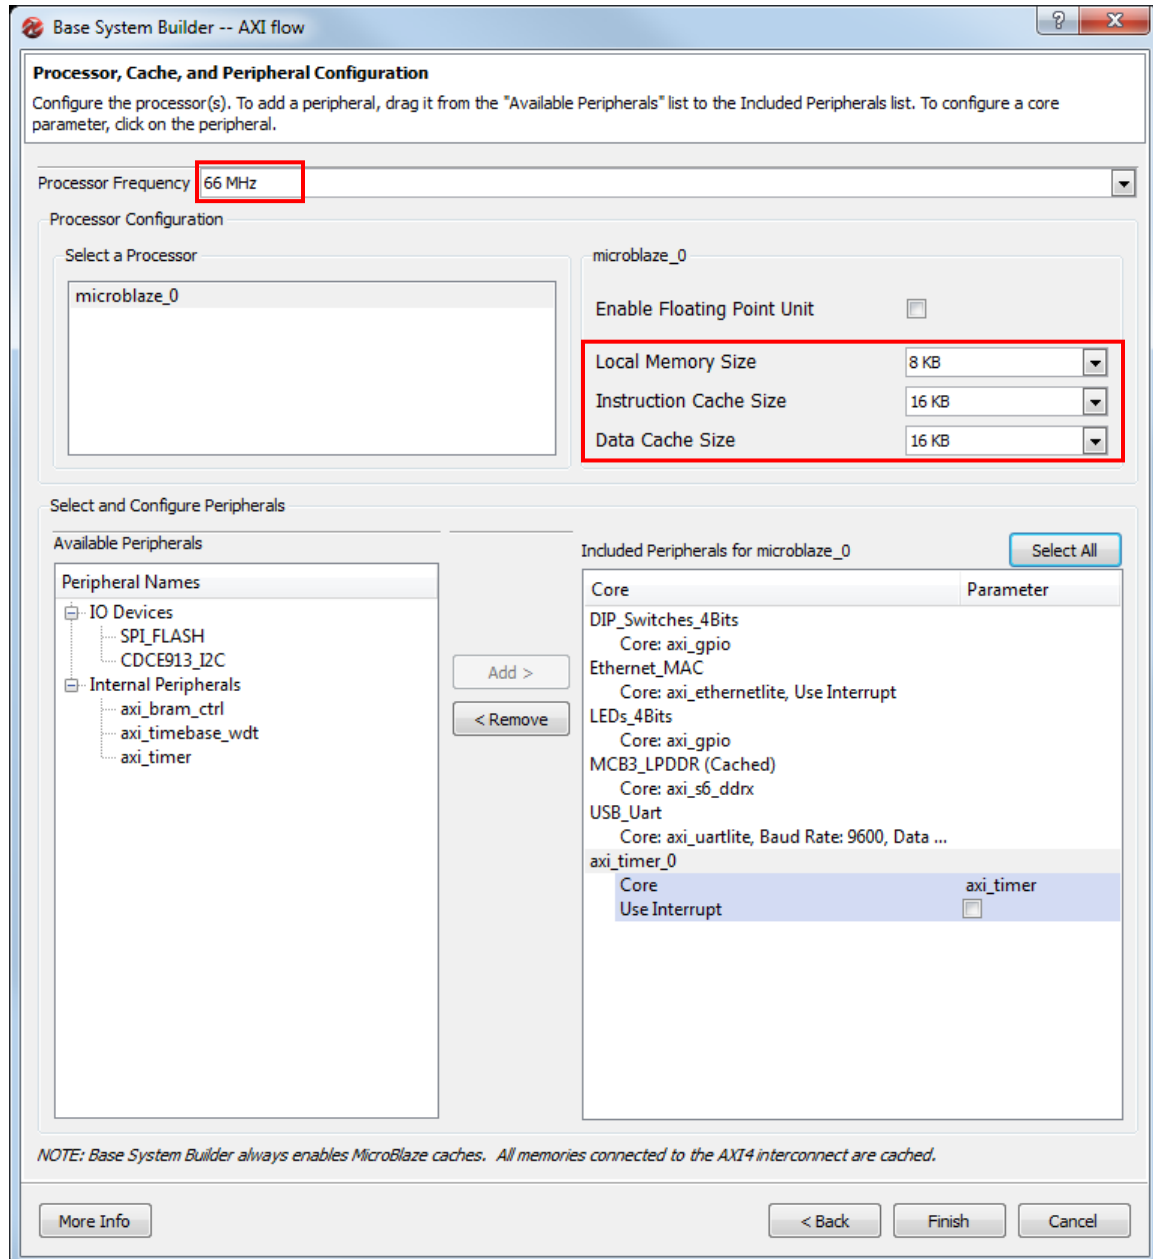 Base System Builder -- AXI flow
Processor, Cache, and Peripheral Configuration
Configure the processor(s). To add a peripheral, drag it from the "Available Peripherals" list to the Included Peripherals list. To configure a core
parameter, click on the peripheral.
Processor Frequency 66 MHz
Processor Configuration
Select a Processor
microblaze_0
microblaze_0
Enable Floating Point Unit
Local Memory Size 8 KB
Instruction Cache Size 16 KB
Data Cache Size 16 KB
Select and Configure Peripherals
Available Peripherals
Peripheral Names
IO Devices
SPI_FLASH
CDCE913_I2C
Internal Peripherals
axi_bram_ctrl
axi_timebase_wdt
axi_timer
Add >
< Remove
Included Peripherals for microblaze_0
Select All
Core Parameter
DIP_Switches_4Bits
Core: axi_gpio
Ethernet_MAC
Core: axi_ethernetlite, Use Interrupt
LEDs_4Bits
Core: axi_gpio
MCB3_LPDDR (Cached)
Core: axi_s6_ddrx
USB_Uart
Core: axi_uartlite, Baud Rate: 9600, Data ...
axi_timer_0
Core axi_timer
Use Interrupt
NOTE: Base System Builder always enables MicroBlaze caches. All memories connected to the AXI4 interconnect are cached.
More Info
< Back
Finish
Cancel